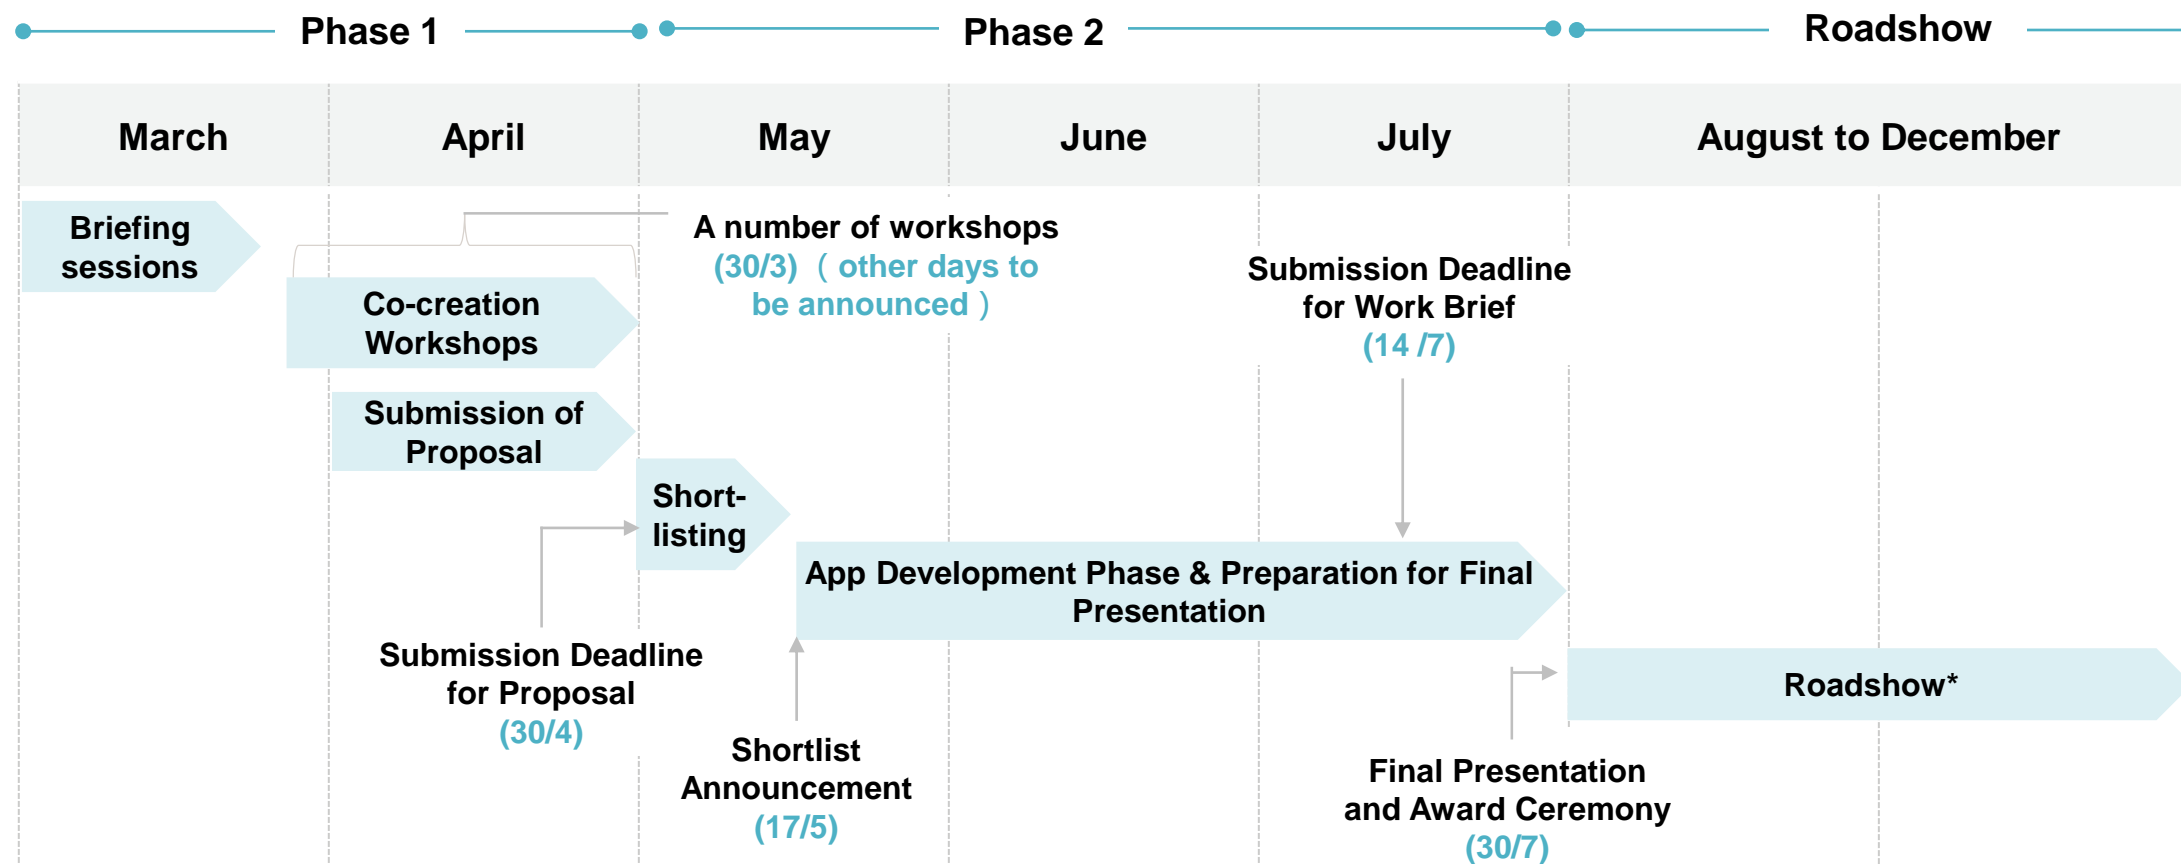 Phase 1
Phase 2
Roadshow
March
April
May
June
July
August to December
Briefing
sessions
A number of workshops
(30/3)（other days to
be announced）
Co-creation
Workshops
Submission Deadline
for Work Brief
(14 /7)
Submission of
Proposal
Short-
listing
App Development Phase & Preparation for Final
Presentation
Submission Deadline
for Proposal
(30/4)
Roadshow*
Shortlist
Announcement
(17/5)
Final Presentation
and Award Ceremony
(30/7)